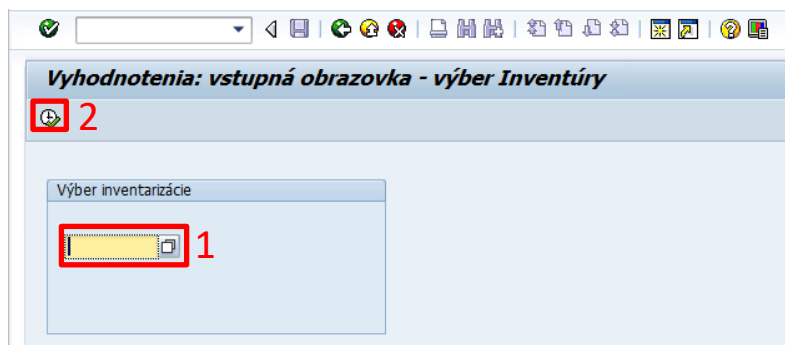 Vyhodnotenia: vstupná obrazovka - výber Inventúry
2
Výber inventarizácie
1